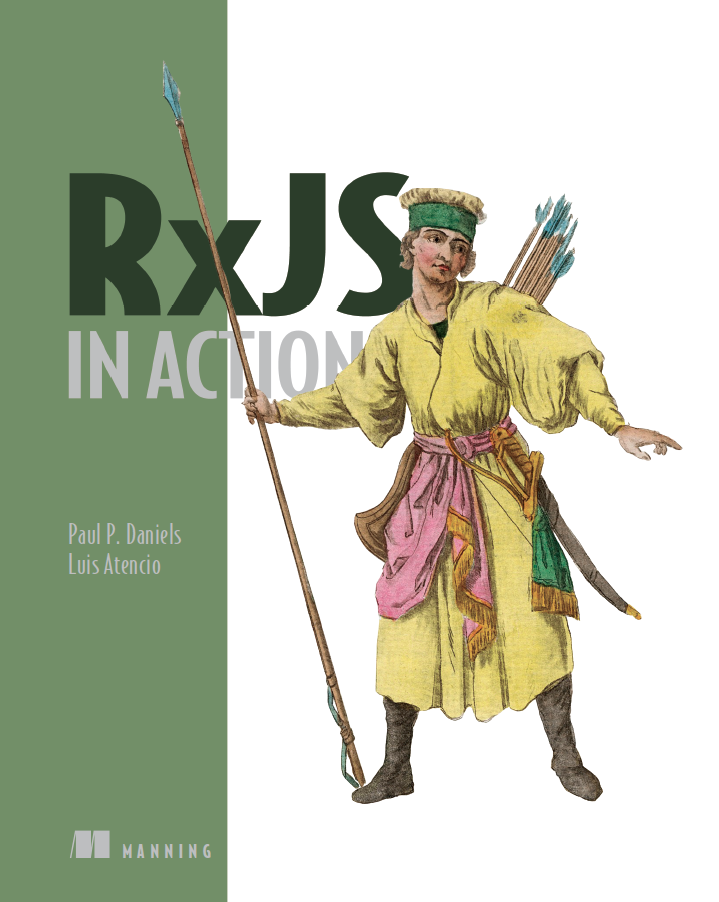 RxJS
IN ACTION
Paul P. Daniels
Luis Atencio
MANNING